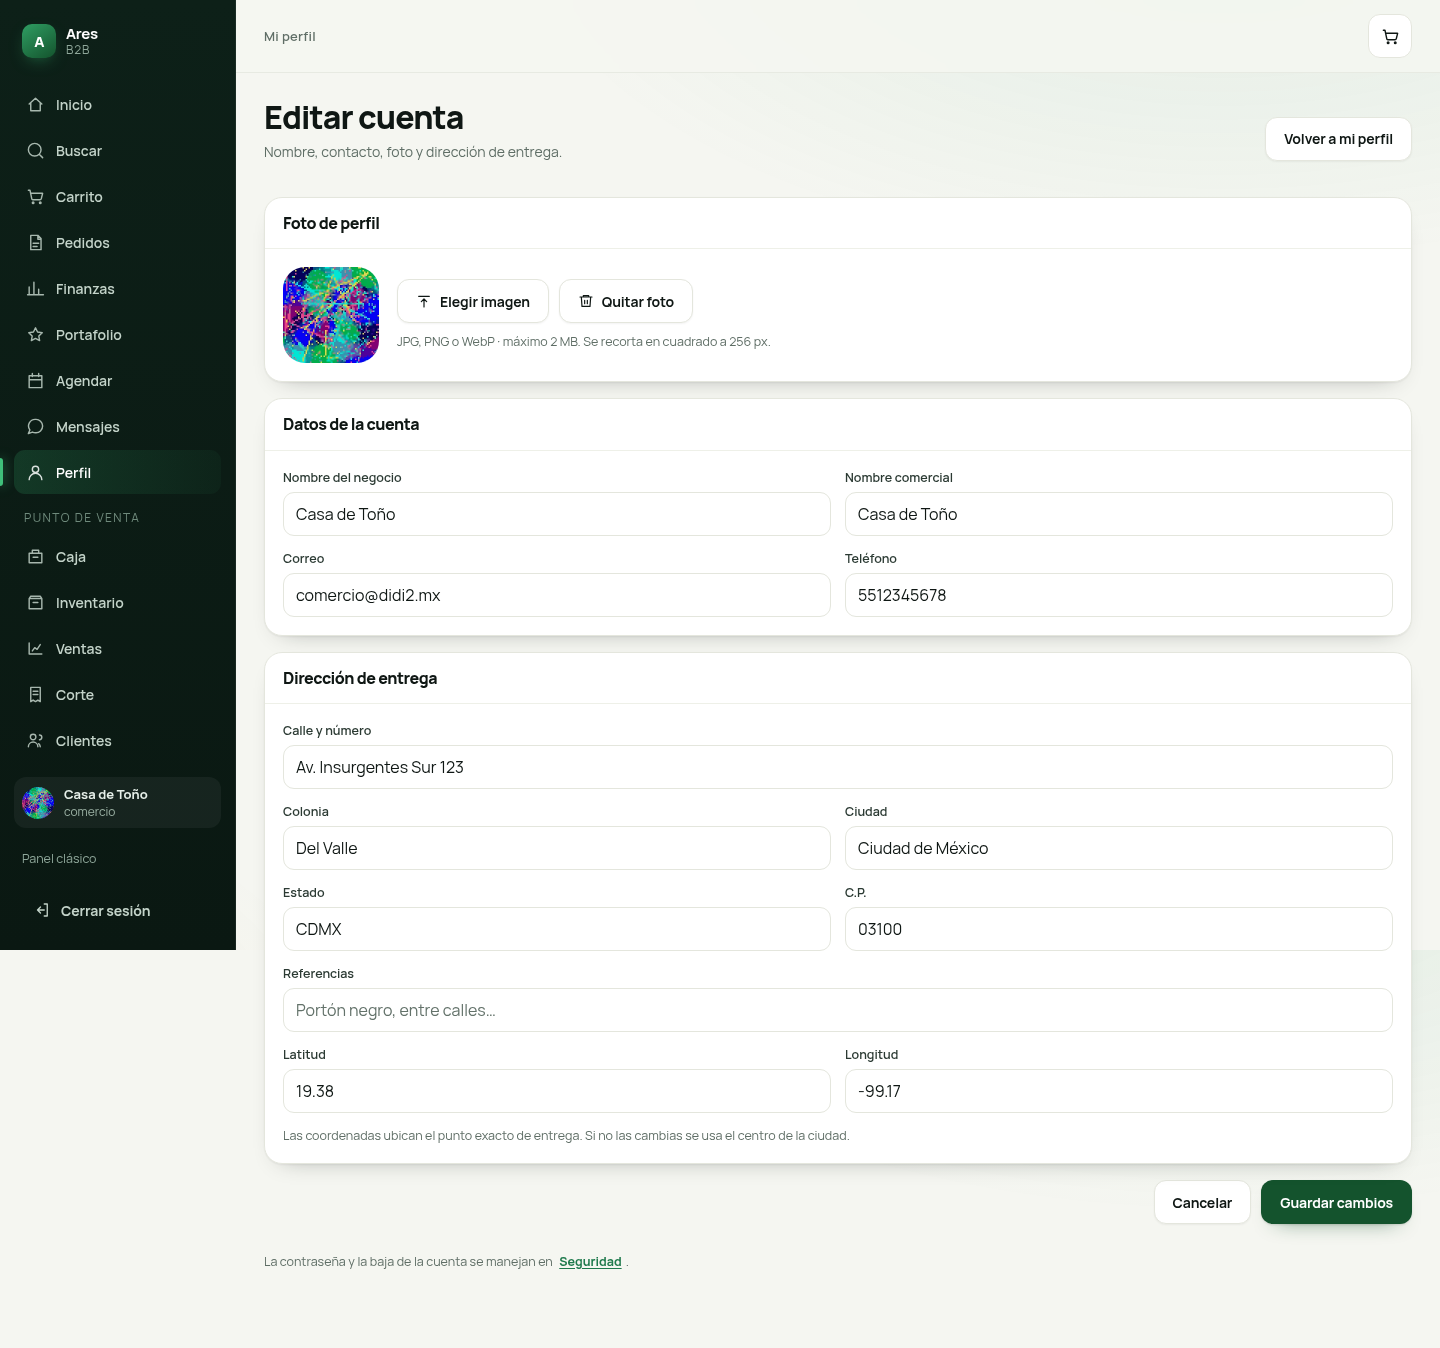 A
Ares
B2B
Inicio
Buscar
Carrito
Pedidos
Finanzas
Portafolio
Agendar
Mensajes
Perfil
PUNTO DE VENTA
Caja
Inventario
Ventas
Corte
Clientes
Casa de Toño
comercio
Panel clásico
Cerrar sesión
Mi perfil
Editar cuenta
Nombre, contacto, foto y dirección de entrega.
Volver a mi perfil
Foto de perfil
Elegir imagen
Quitar foto
JPG, PNG o WebP · máximo 2 MB. Se recorta en cuadrado a 256 px.
Datos de la cuenta
Nombre del negocio
Casa de Toño
Nombre comercial
Casa de Toño
Correo
comercio@didi2.mx
Teléfono
5512345678
Dirección de entrega
Calle y número
Av. Insurgentes Sur 123
Colonia
Del Valle
Ciudad
Ciudad de México
Estado
CDMX
C.P.
03100
Referencias
Portón negro, entre calles…
Latitud
19.38
Longitud
-99.17
Las coordenadas ubican el punto exacto de entrega. Si no las cambias se usa el centro de la ciudad.
Cancelar
Guardar cambios
La contraseña y la baja de la cuenta se manejan en Seguridad .